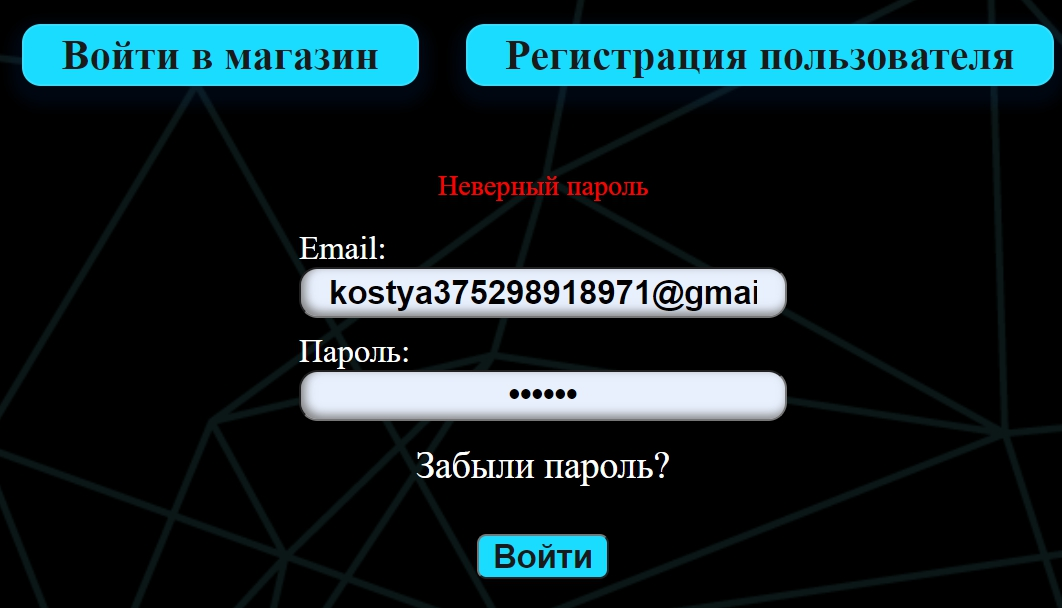 Войти в магазин Регистрация пользователя
Неверный пароль
Email:
kostya375298918971@gmai
Пароль:
••••••
Забыли пароль?
Войти